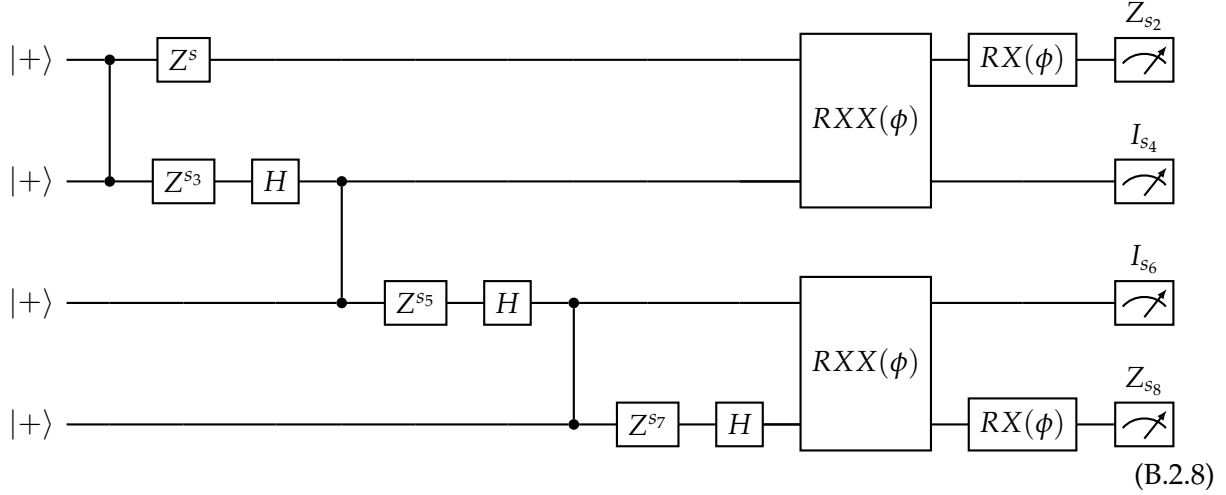 Z_{s_2}
|+⟩ Z^s RXX(ϕ) RX(ϕ)
I_{s_4}
|+⟩ Z^{s_3} H
I_{s_6}
|+⟩ Z^{s_5} H RXX(ϕ)
Z_{s_8}
|+⟩ Z^{s_7} H RX(ϕ)
(B.2.8)